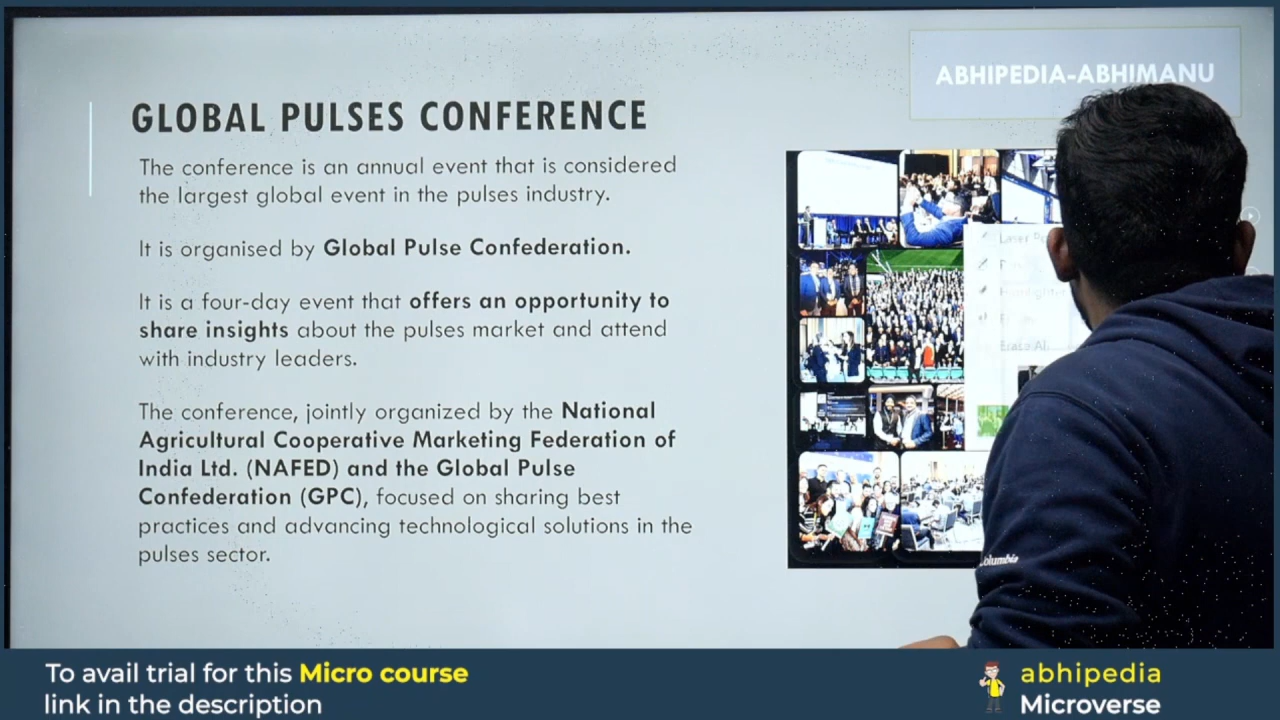 ABHIPEDIA-ABHIMANU
GLOBAL PULSES CONFERENCE
The conference is an annual event that is considered
the largest global event in the pulses industry.
It is organised by Global Pulse Confederation.
It is a four-day event that offers an opportunity to
share insights about the pulses market and attend
with industry leaders.
The conference, jointly organized by the National
Agricultural Cooperative Marketing Federation of
India Ltd. (NAFED) and the Global Pulse
Confederation (GPC), focused on sharing best
practices and advancing technological solutions in the
pulses sector.
Laser
Erase All
Columbia
To avail trial for this Micro course
link in the description
abhipedia
Microverse